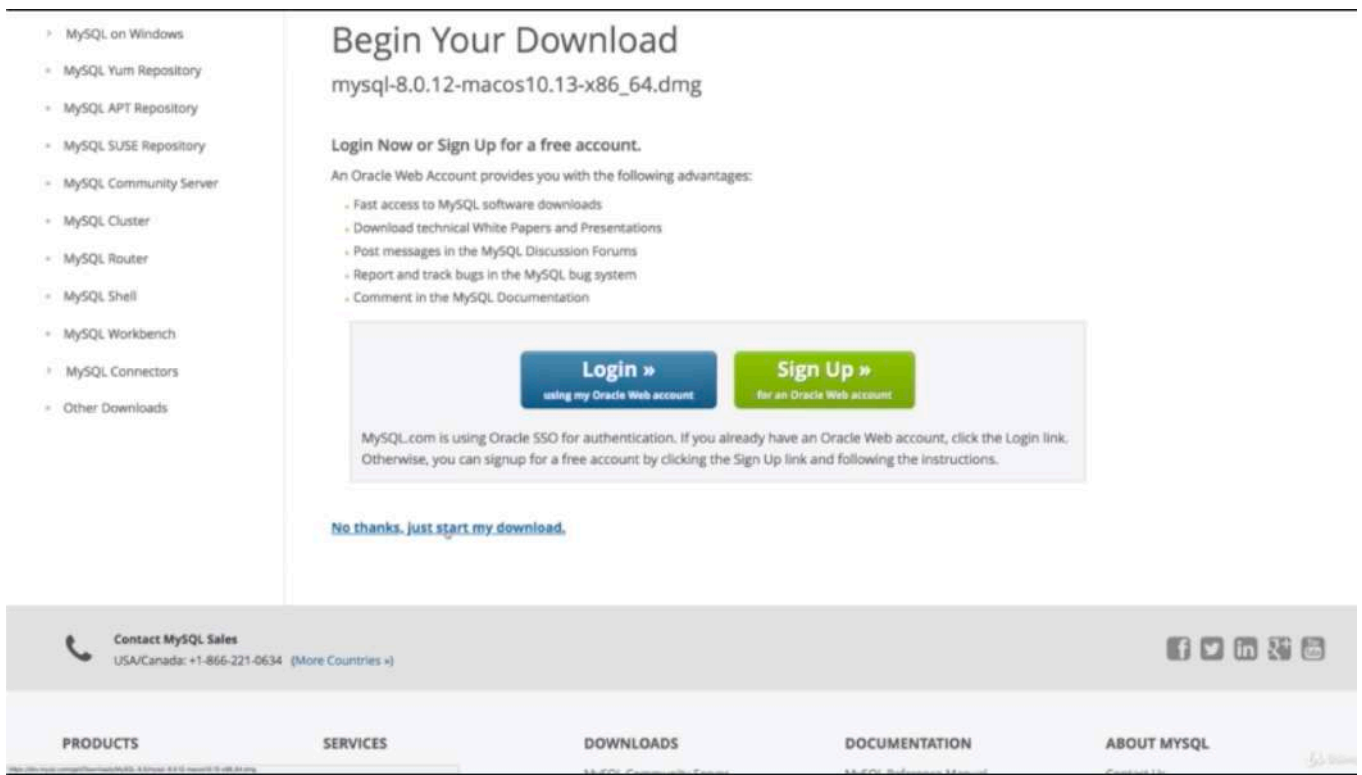 MySQL on Windows
MySQL Yum Repository
MySQL APT Repository
MySQL SUSE Repository
MySQL Community Server
MySQL Cluster
MySQL Router
MySQL Shell
MySQL Workbench
MySQL Connectors
Other Downloads
Begin Your Download
mysql-8.0.12-macos10.13-x86_64.dmg
Login Now or Sign Up for a free account.
An Oracle Web Account provides you with the following advantages:
Fast access to MySQL software downloads
Download technical White Papers and Presentations
Post messages in the MySQL Discussion Forums
Report and track bugs in the MySQL bug system
Comment in the MySQL Documentation
Login »
using my Oracle Web account
Sign Up »
for an Oracle Web account
MySQL.com is using Oracle SSO for authentication. If you already have an Oracle Web account, click the Login link.
Otherwise, you can signup for a free account by clicking the Sign Up link and following the instructions.
No thanks, just start my download.
Contact MySQL Sales
USA/Canada: +1-866-221-0634 (More Countries »)
PRODUCTS
SERVICES
DOWNLOADS
DOCUMENTATION
ABOUT MYSQL
MySQL Community Server
MySQL Reference Manual
Contact Us